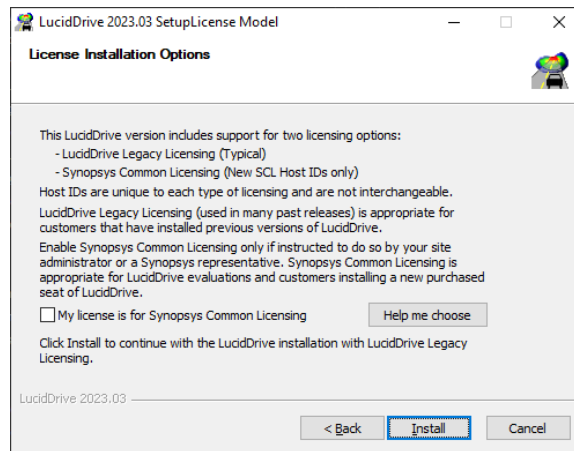 LucidDrive 2023.03 SetupLicense Model
License Installation Options
This LucidDrive version includes support for two licensing options:
- LucidDrive Legacy Licensing (Typical)
- Synopsys Common Licensing (New SCL Host IDs only)
Host IDs are unique to each type of licensing and are not interchangeable.
LucidDrive Legacy Licensing (used in many past releases) is appropriate for
customers that have installed previous versions of LucidDrive.
Enable Synopsys Common Licensing only if instructed to do so by your site
administrator or a Synopsys representative. Synopsys Common Licensing is
appropriate for LucidDrive evaluations and customers installing a new purchased
seat of LucidDrive.
My license is for Synopsys Common Licensing
Help me choose
Click Install to continue with the LucidDrive installation with LucidDrive Legacy
Licensing.
LucidDrive 2023.03
< Back
Install
Cancel